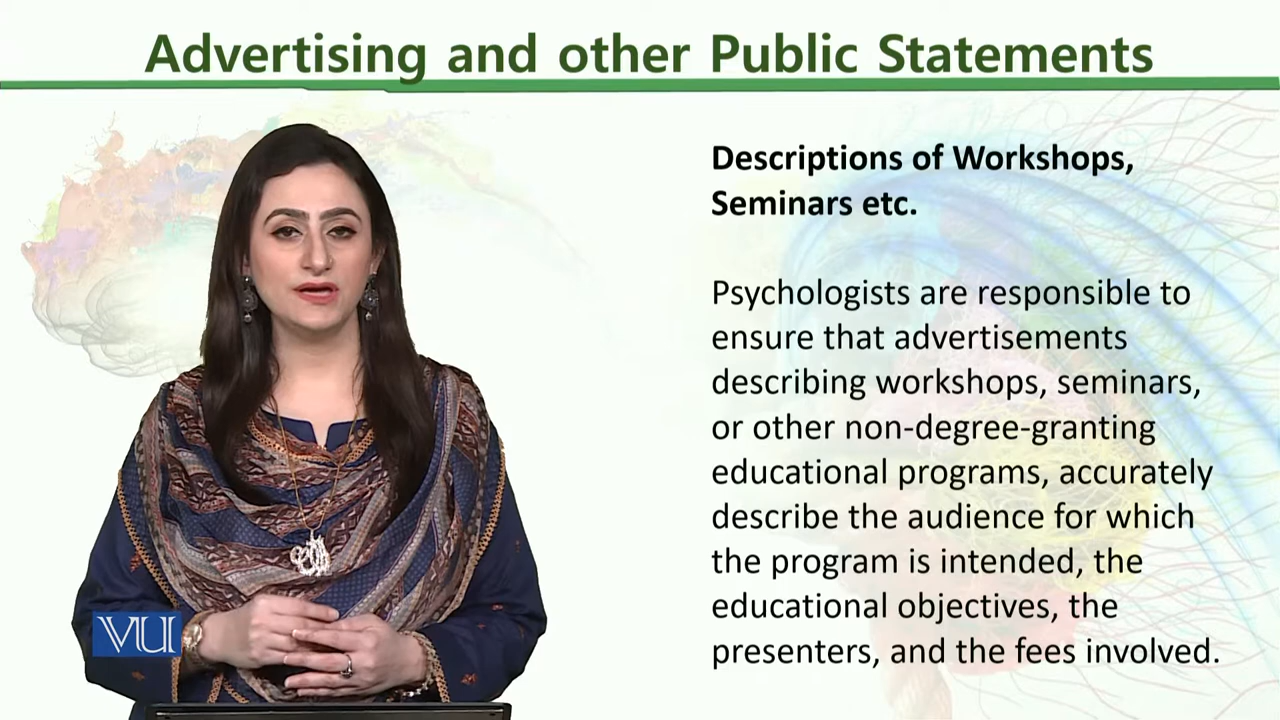 Advertising and other Public Statements
Descriptions of Workshops,
Seminars etc.
Psychologists are responsible to
ensure that advertisements
describing workshops, seminars,
or other non-degree-granting
educational programs, accurately
describe the audience for which
the program is intended, the
educational objectives, the
presenters, and the fees involved.
VU